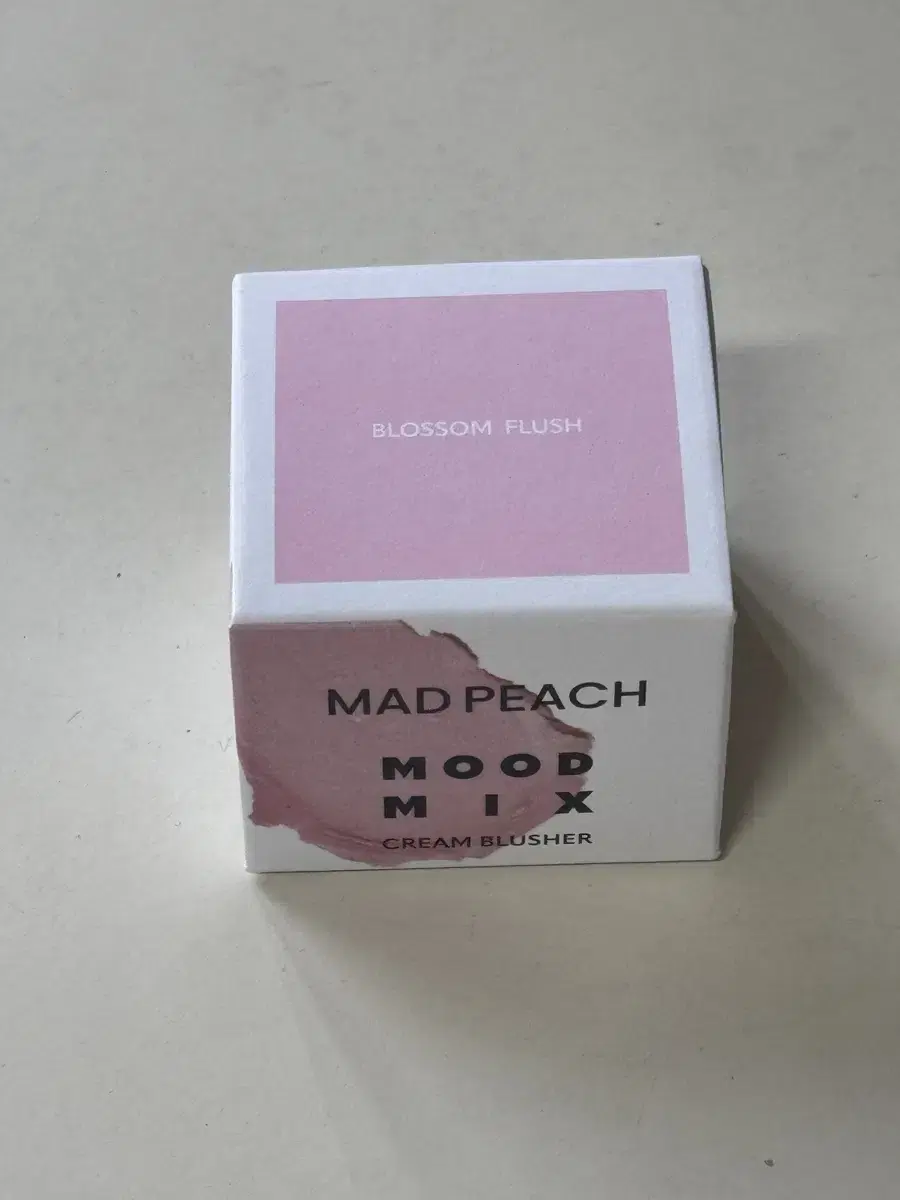 BLOSSOM FLUSH
MAD PEACH
MOOD
MIX
CREAM BLUSHER